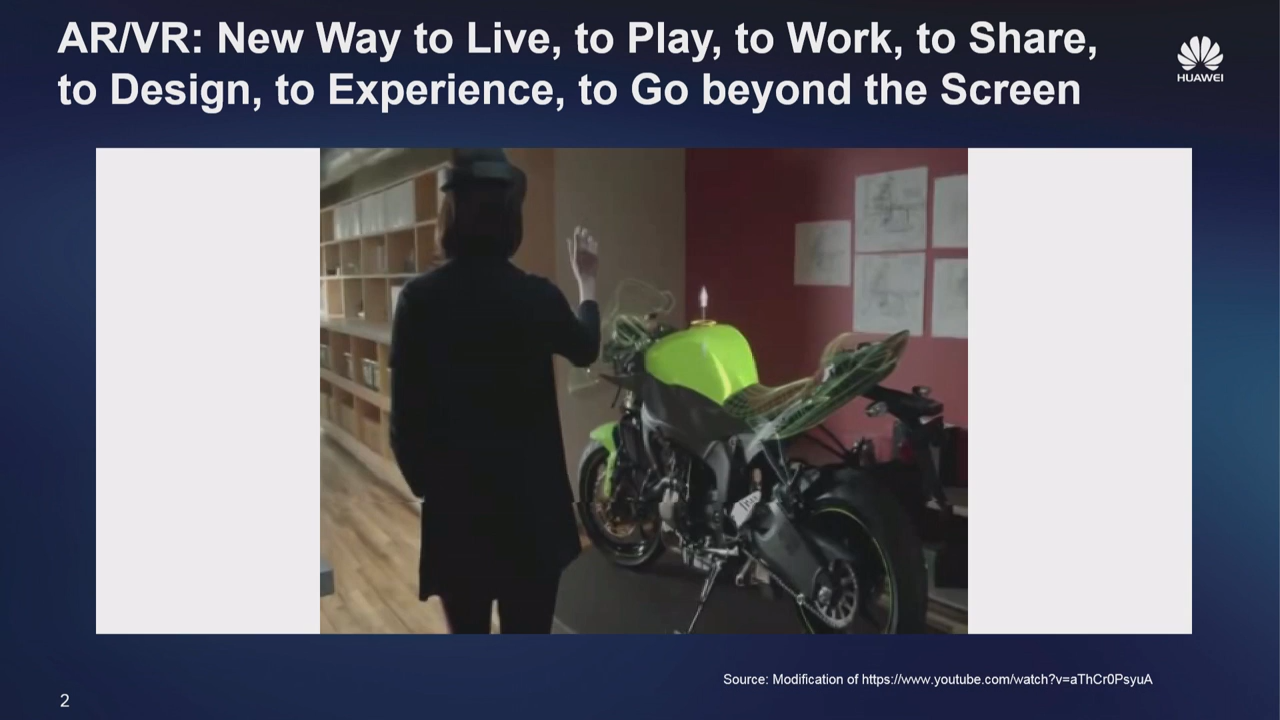 AR/VR: New Way to Live, to Play, to Work, to Share,
to Design, to Experience, to Go beyond the Screen
HUAWEI
Source: Modification of https://www.youtube.com/watch?v=aThCr0PsyuA
2